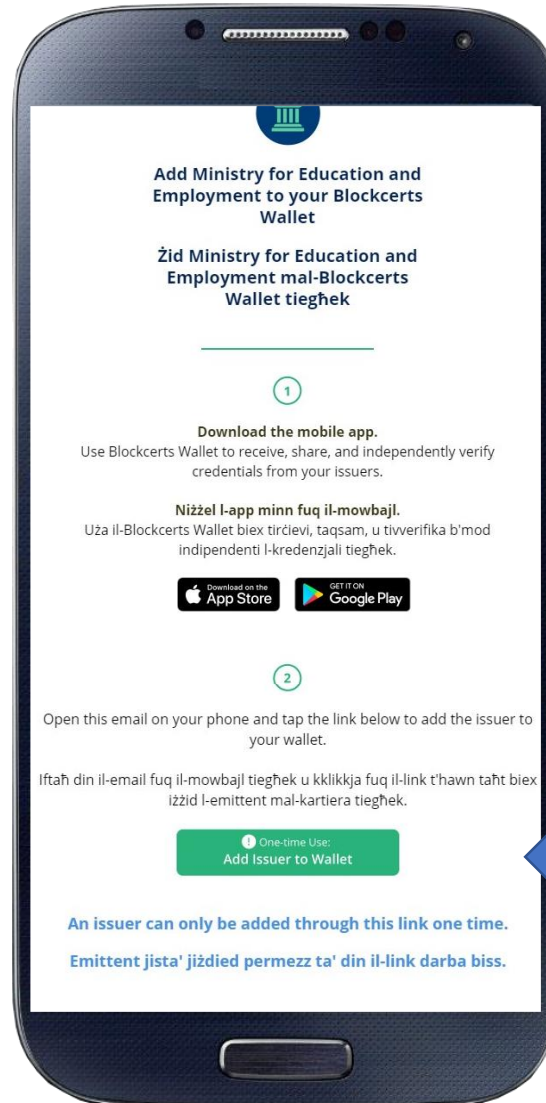 Add Ministry for Education and
Employment to your Blockcerts
Wallet
Żid Ministry for Education and
Employment mal-Blockcerts
Wallet tiegħek
1
Download the mobile app.
Use Blockcerts Wallet to receive, share, and independently verify
credentials from your issuers.
Niżżel l-app minn fuq il-mowbajl.
Uża il-Blockcerts Wallet biex tirċievi, taqsam, u tivverifika b'mod
indipendenti l-kredenzjali tiegħek.
Download on the
App Store
GET IT ON
Google Play
2
Open this email on your phone and tap the link below to add the issuer to
your wallet.
Iftaħ din il-email fuq il-mowbajl tiegħek u kklikkja fuq il-link t'hawn taħt biex
iżżid l-emittent mal-kartiera tiegħek.
! One-time Use:
Add Issuer to Wallet
An issuer can only be added through this link one time.
Emittent jista' jiżdied permezz ta' din il-link darba biss.